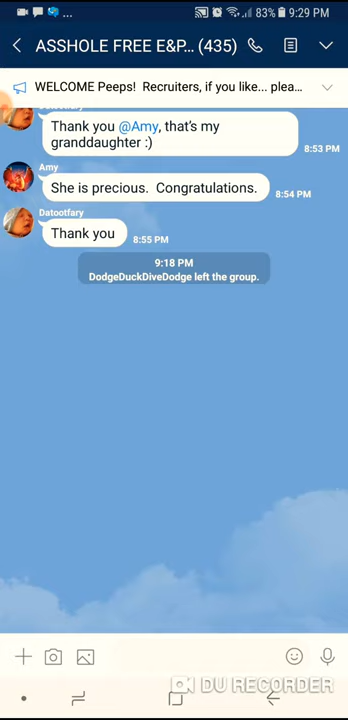 ... 83% 9:29 PM
ASSHOLE FREE E&P... (435)
WELCOME Peeps! Recruiters, if you like... plea...
Datootfary
Thank you @Amy, that's my
granddaughter :)
8:53 PM
Amy
She is precious. Congratulations.
8:54 PM
Datootfary
Thank you
8:55 PM
9:18 PM
DodgeDuckDiveDodge left the group.
DU RECORDER